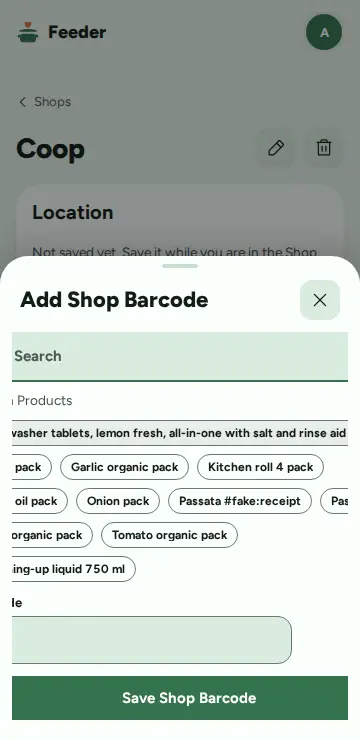 Feeder
A
Shops
Coop
Location
Not saved yet. Save it while you are in the Shop
Add Shop Barcode
Search
Products
washer tablets, lemon fresh, all-in-one with salt and rinse aid
pack Garlic organic pack Kitchen roll 4 pack
oil pack Onion pack Passata #fake:receipt Pas
organic pack Tomato organic pack
ing-up liquid 750 ml
de
Save Shop Barcode